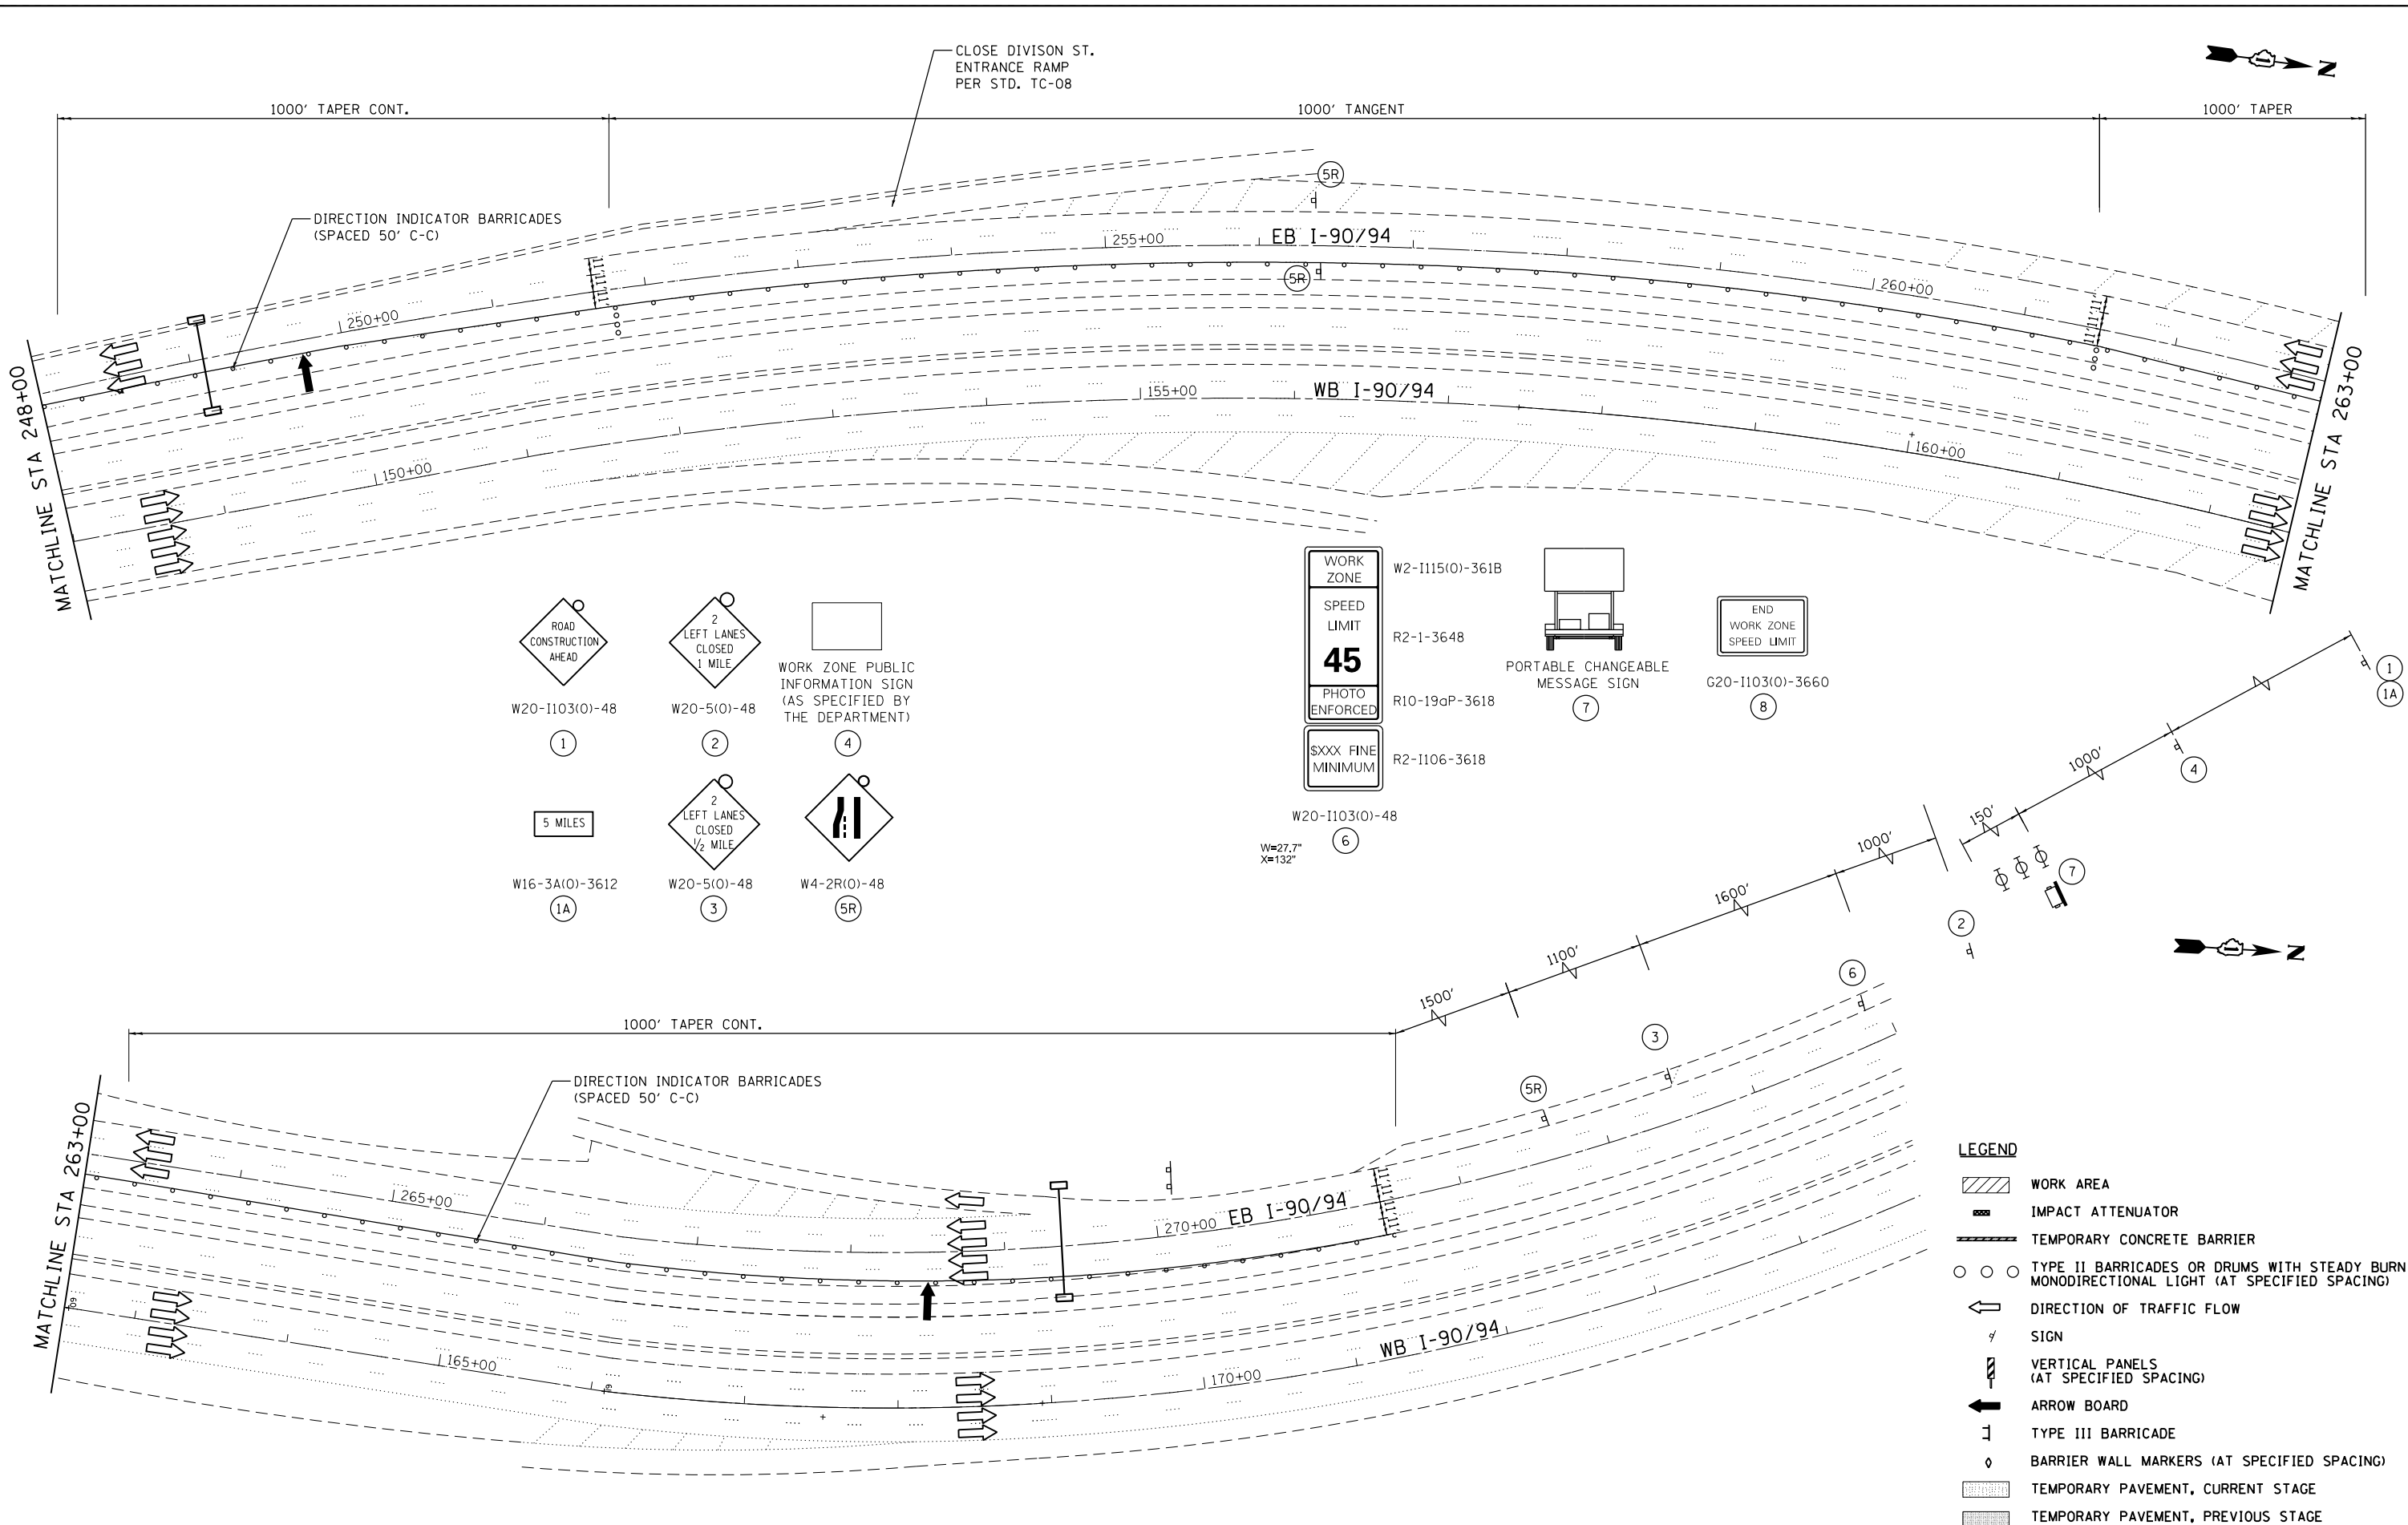 CLOSE DIVISON ST.
ENTRANCE RAMP
PER STD. TC-08
N
1000' TAPER CONT.
1000' TANGENT
1000' TAPER
DIRECTION INDICATOR BARRICADES
(SPACED 50' C-C)
5R
EB I-90/94
5R
250+00
255+00
260+00
MATCHLINE STA 248+00
MATCHLINE STA 263+00
WB I-90/94
150+00
155+00
160+00
ROAD
CONSTRUCTION
AHEAD
W20-I103(O)-48
1
2
LEFT LANES
CLOSED
1 MILE
W20-5(O)-48
2
WORK ZONE PUBLIC
INFORMATION SIGN
(AS SPECIFIED BY
THE DEPARTMENT)
4
5 MILES
W16-3A(O)-3612
1A
2
LEFT LANES
CLOSED
1/2 MILE
W20-5(O)-48
3
W4-2R(O)-48
5R
WORK
ZONE
W2-I115(O)-361B
SPEED
LIMIT
45
R2-1-3648
PHOTO
ENFORCED
R10-19aP-3618
$XXX FINE
MINIMUM
R2-I106-3618
W20-I103(O)-48
6
W=27.7"
X=132"
PORTABLE CHANGEABLE
MESSAGE SIGN
7
END
WORK ZONE
SPEED LIMIT
G20-I103(O)-3660
8
1
1A
4
1000'
150'
7
2
1000'
1600'
1100'
1500'
N
6
3
5R
1000' TAPER CONT.
DIRECTION INDICATOR BARRICADES
(SPACED 50' C-C)
MATCHLINE STA 263+00
265+00
270+00
EB I-90/94
165+00
170+00
WB I-90/94
LEGEND
WORK AREA
IMPACT ATTENUATOR
TEMPORARY CONCRETE BARRIER
TYPE II BARRICADES OR DRUMS WITH STEADY BURN
MONODIRECTIONAL LIGHT (AT SPECIFIED SPACING)
DIRECTION OF TRAFFIC FLOW
SIGN
VERTICAL PANELS
(AT SPECIFIED SPACING)
ARROW BOARD
TYPE III BARRICADE
BARRIER WALL MARKERS (AT SPECIFIED SPACING)
TEMPORARY PAVEMENT, CURRENT STAGE
TEMPORARY PAVEMENT, PREVIOUS STAGE